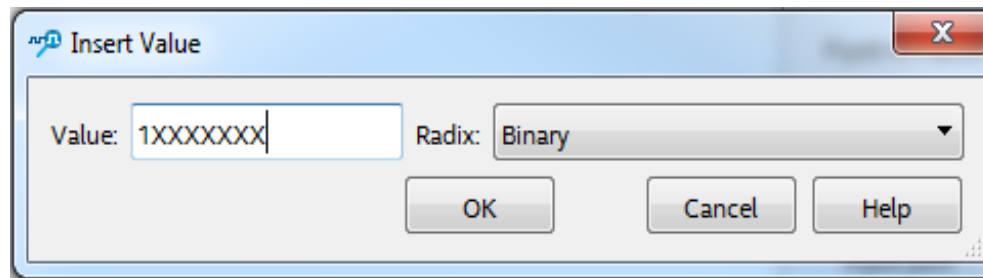 Insert Value
Value: 1XXXXXXX Radix: Binary
OK Cancel Help